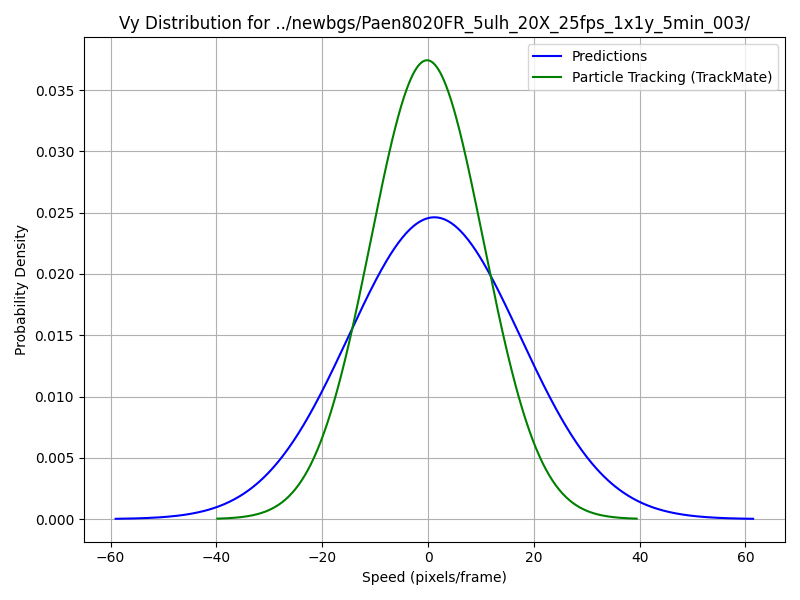 Vy Distribution for ../newbgs/Paen8020FR_5ulh_20X_25fps_1x1y_5min_003/
Predictions
Particle Tracking (TrackMate)
Probability Density
0.035
0.030
0.025
0.020
0.015
0.010
0.005
0.000
−60 −40 −20 0 20 40 60
Speed (pixels/frame)